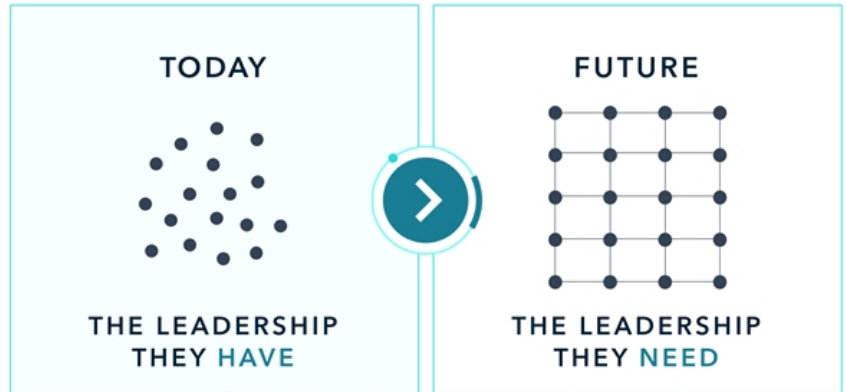 TODAY
THE LEADERSHIP
THEY HAVE
FUTURE
THE LEADERSHIP
THEY NEED